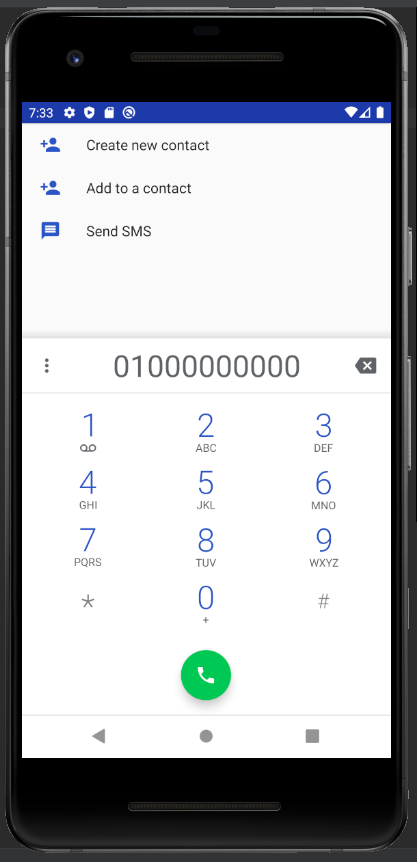 7:33
Create new contact
Add to a contact
Send SMS
01000000000
1 2 3
ABC DEF
4 5 6
GHI JKL MNO
7 8 9
PQRS TUV WXYZ
* 0 #
+